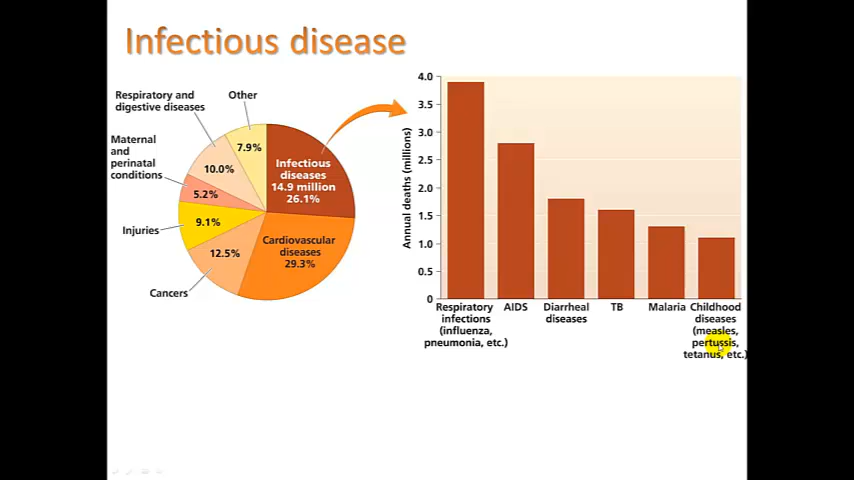 Infectious disease
Respiratory and
digestive diseases
Other
Maternal
and
perinatal
conditions
Injuries
Cancers
7.9%
10.0%
5.2%
9.1%
12.5%
Infectious
diseases
14.9 million
26.1%
Cardiovascular
diseases
29.3%
Annual deaths (millions)
4.0
3.5
3.0
2.5
2.0
1.5
1.0
0.5
0
Respiratory
infections
(influenza,
pneumonia, etc.)
AIDS
Diarrheal
diseases
TB
Malaria
Childhood
diseases
(measles,
pertussis,
tetanus, etc.)